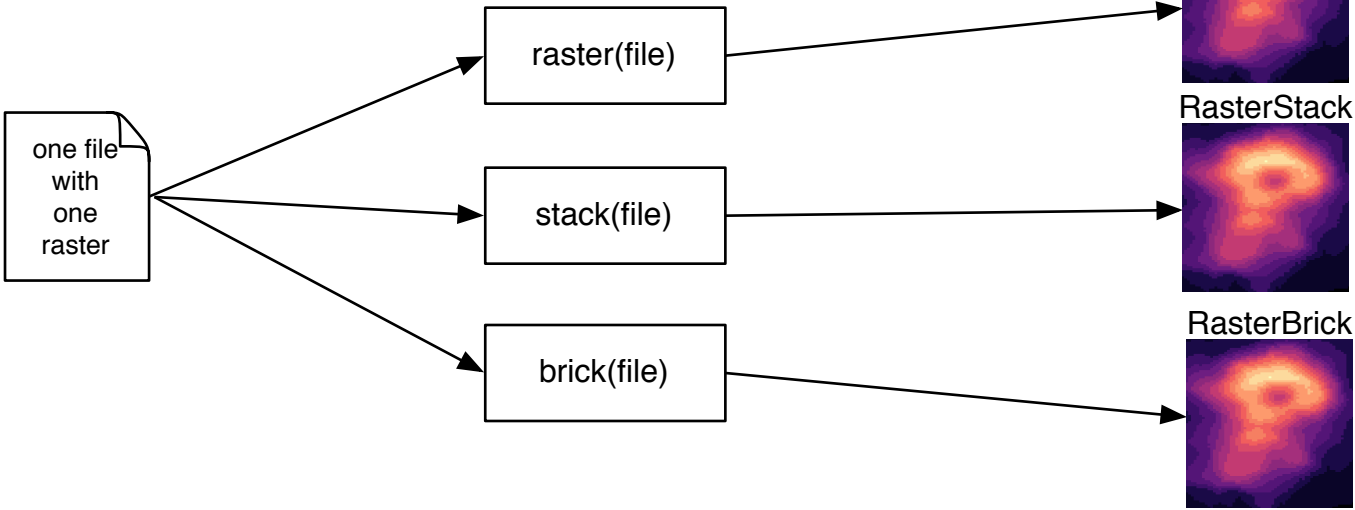 one file
with
one
raster
raster(file)
stack(file)
brick(file)
RasterStack
RasterBrick